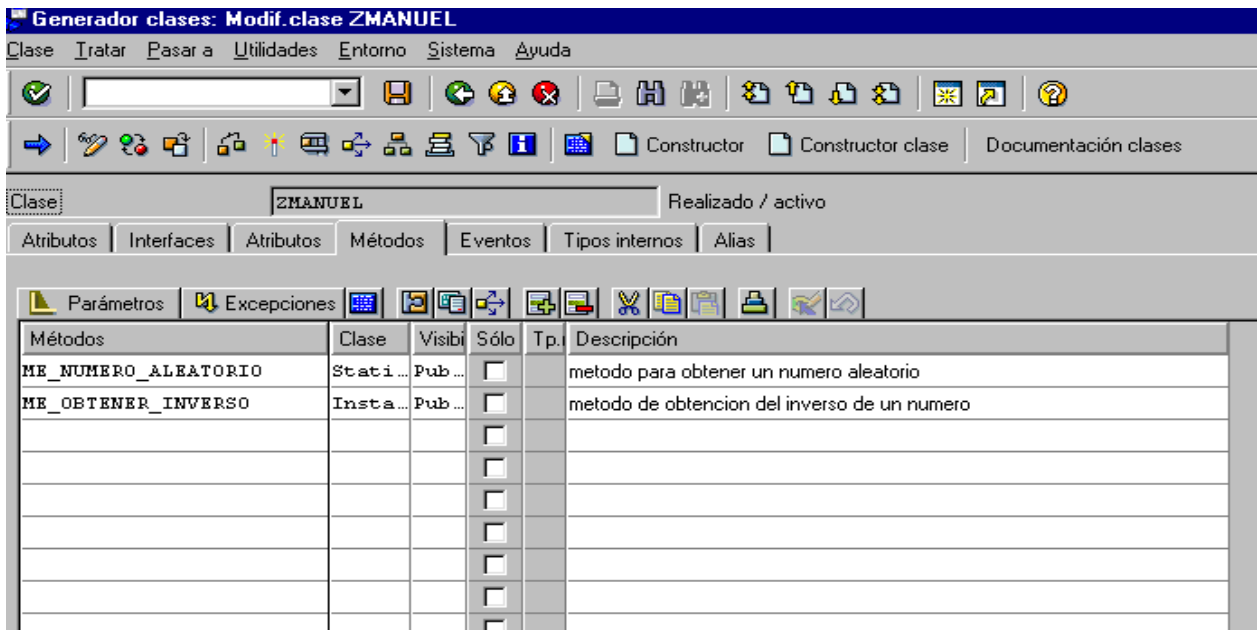 Generador clases: Modif.clase ZMANUEL
Clase Tratar Pasar a Utilidades Entorno Sistema Ayuda
Constructor Constructor clase Documentación clases
Clase ZMANUEL Realizado / activo
Atributos Interfaces Atributos Métodos Eventos Tipos internos Alias
Parámetros Excepciones
Métodos Clase Visibi Sólo Tp. Descripción
ME_NUMERO_ALEATORIO Stati… Pub… metodo para obtener un numero aleatorio
ME_OBTENER_INVERSO Insta… Pub… metodo de obtencion del inverso de un numero